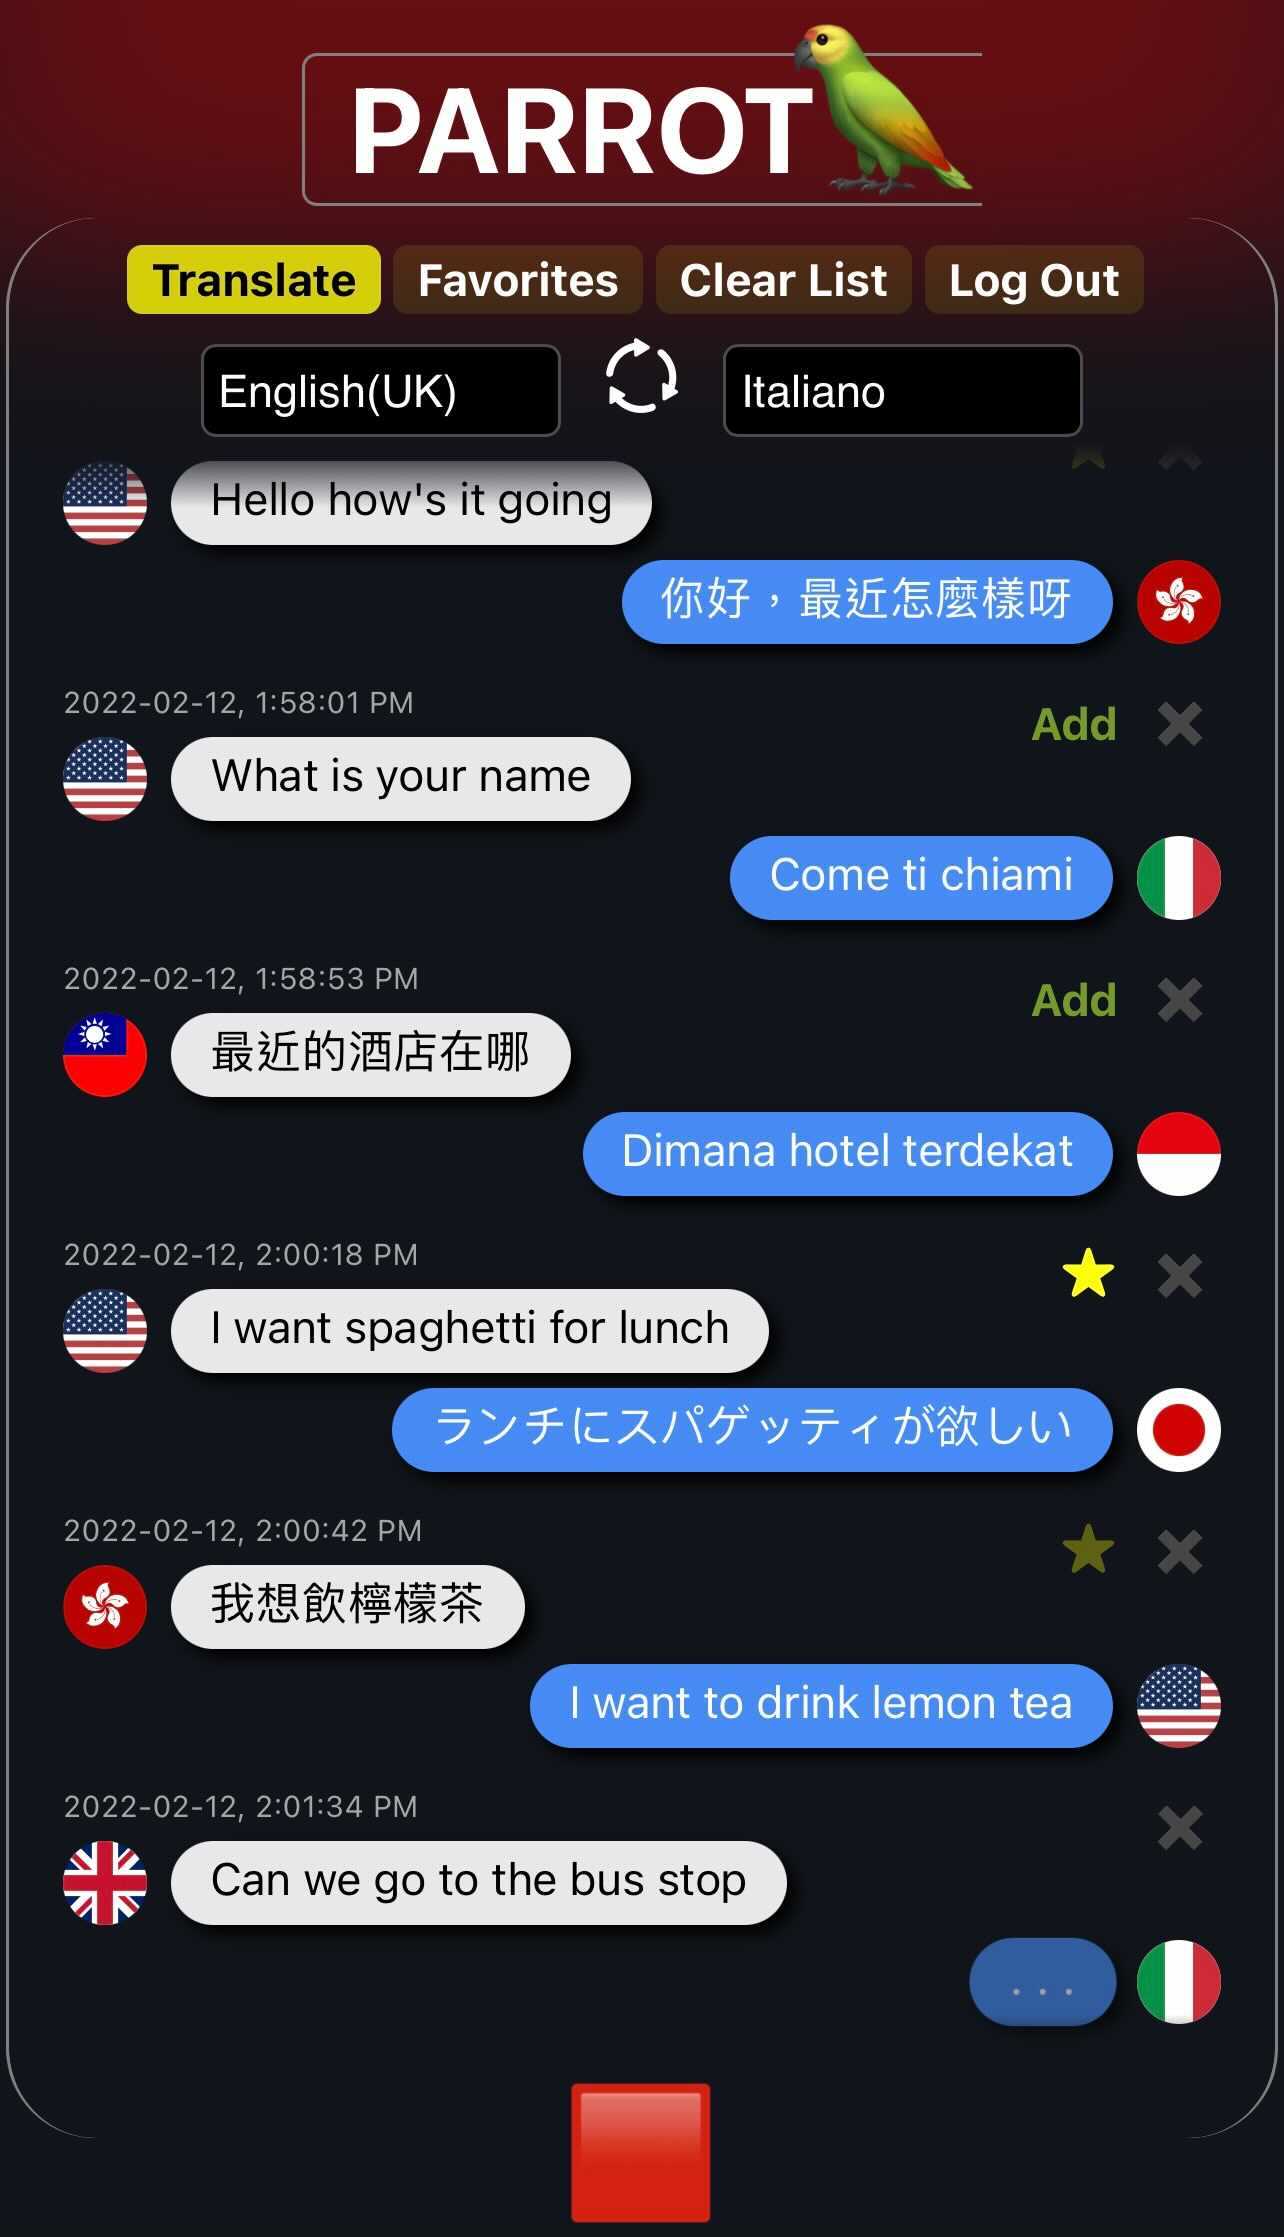 PARROT
Translate Favorites Clear List Log Out
English(UK) Italiano
Hello how's it going
你好，最近怎麼樣呀
2022-02-12, 1:58:01 PM
Add
What is your name
Come ti chiami
2022-02-12, 1:58:53 PM
Add
最近的酒店在哪
Dimana hotel terdekat
2022-02-12, 2:00:18 PM
I want spaghetti for lunch
ランチにスパゲッティが欲しい
2022-02-12, 2:00:42 PM
我想飲檸檬茶
I want to drink lemon tea
2022-02-12, 2:01:34 PM
Can we go to the bus stop
...